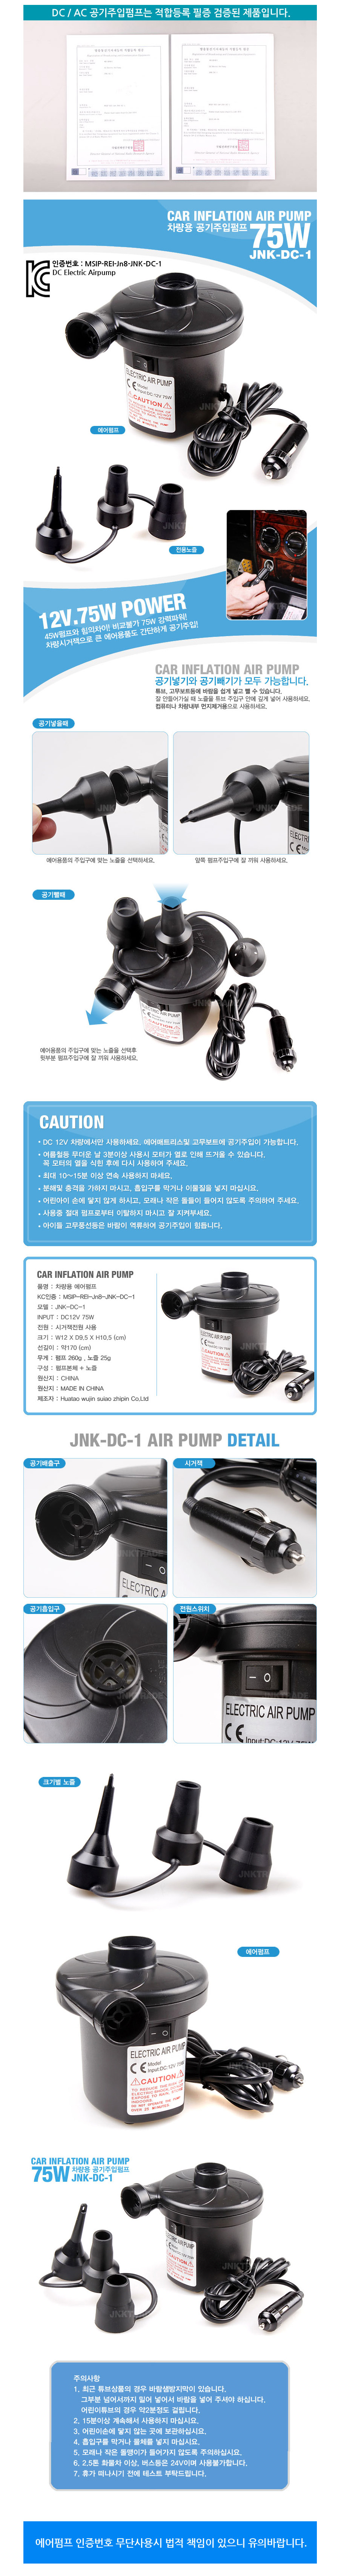 DC / AC 공기주입펌프는 적합등록 필증 검증된 제품입니다.
CAR INFLATION AIR PUMP
차량용 공기주입펌프 75W
JNK-DC-1
인증번호 : MSIP-REI-Jn8-JNK-DC-1
DC Electric Airpump
ELECTRIC AIR PUMP
CAUTION
에어펌프
전용노즐
12V.75W POWER
45W펌프와 힘의차이! 비교불가 75W 강력파워!
차량시거잭으로 큰 에어용품도 간단하게 공기주입!
CAR INFLATION AIR PUMP
공기넣기와 공기빼기가 모두 가능합니다.
튜브, 고무보트등에 바람을 쉽게 넣고 뺄 수 있습니다.
잘 안들어가실 때 노즐을 튜브 주입구 안에 깊게 넣어 사용하세요.
컴퓨터나 차량내부 먼지제거용으로 사용하세요.
공기넣을때
에어용품의 주입구에 맞는 노즐을 선택하세요.
앞쪽 펌프주입구에 잘 끼워 사용하세요.
공기뺄때
에어용품의 주입구에 맞는 노즐을 선택후
뒷부분 펌프주입구에 잘 끼워 사용하세요.
CAUTION
• DC 12V 차량에서만 사용하세요. 에어매트리스및 고무보트에 공기주입이 가능합니다.
• 여름철등 무더운 날 3분이상 사용시 모터가 열로 인해 뜨거울 수 있습니다.
꼭 모터의 열을 식힌 후에 다시 사용하여 주세요.
• 최대 10~15분 이상 연속 사용하지 마세요.
• 분해및 충격을 가하지 마시고, 흡입구를 막거나 이물질을 넣지 마십시요.
• 어린아이 손에 닿지 않게 하시고, 모래나 작은 돌들이 들어지 않도록 주의하여 주세요.
• 사용중 절대 펌프로부터 이탈하지 마시고 잘 지켜부세요.
• 아이들 고무풍선등은 바람이 역류하여 공기주입이 힘듭니다.
CAR INFLATION AIR PUMP
품명 : 차량용 에어펌프
KC인증 : MSIP-REI-Jn8-JNK-DC-1
모델 : JNK-DC-1
INPUT : DC12V 75W
전원 : 시거잭전원 사용
크기 : W12 X D9,5 X H10,5 (cm)
선길이 : 약170 (cm)
무게 : 펌프 260g , 노즐 25g
구성 : 펌프본체 + 노즐
원산지 : CHINA
원산지 : MADE IN CHINA
제조자 : Huatao wujin suiao zhipin Co.Ltd
JNK-DC-1 AIR PUMP DETAIL
공기배출구
시거잭
공기흡입구
전원스위치
ELECTRIC AIR PUMP
Input:DC:12V 75W
크기별 노즐
에어펌프
ELECTRIC AIR PUMP
Model
Input:DC:12V 75W
CAUTION
CAR INFLATION AIR PUMP
75W 차량용 공기주입펌프
JNK-DC-1
주의사항
1. 최근 튜브상품의 경우 바람샘방지막이 있습니다.
그부분 넘어서까지 밀어 넣어서 바람을 넣어 주셔야 하십니다.
어린이튜브의 경우 약2분정도 걸립니다.
2. 15분이상 계속해서 사용하지 마십시요.
3. 어린이손에 닿지 않는 곳에 보관하십시요.
4. 흡입구를 막거나 물체를 넣지 마십시요.
5. 모래나 작은 돌맹이가 들어가지 않도록 주의하십시요.
6. 2.5톤 화물차 이상, 버스등은 24V이며 사용불가합니다.
7. 휴가 떠나시기 전에 테스트 부탁드립니다.
에어펌프 인증번호 무단사용시 법적 책임이 있으니 유의바랍니다.